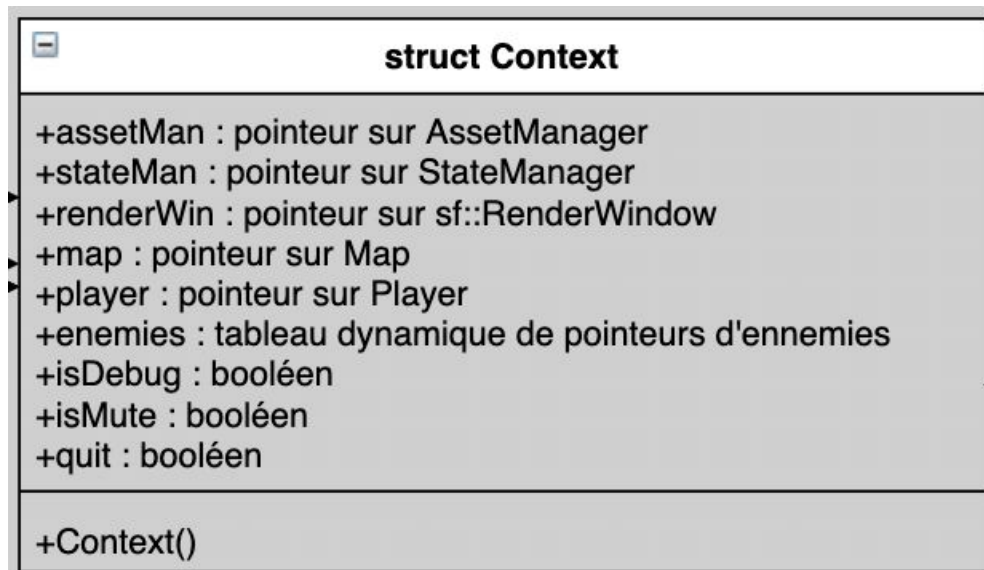 struct Context
+assetMan : pointeur sur AssetManager
+stateMan : pointeur sur StateManager
+renderWin : pointeur sur sf::RenderWindow
+map : pointeur sur Map
+player : pointeur sur Player
+enemies : tableau dynamique de pointeurs d'ennemies
+isDebug : booléen
+isMute : booléen
+quit : booléen
+Context()